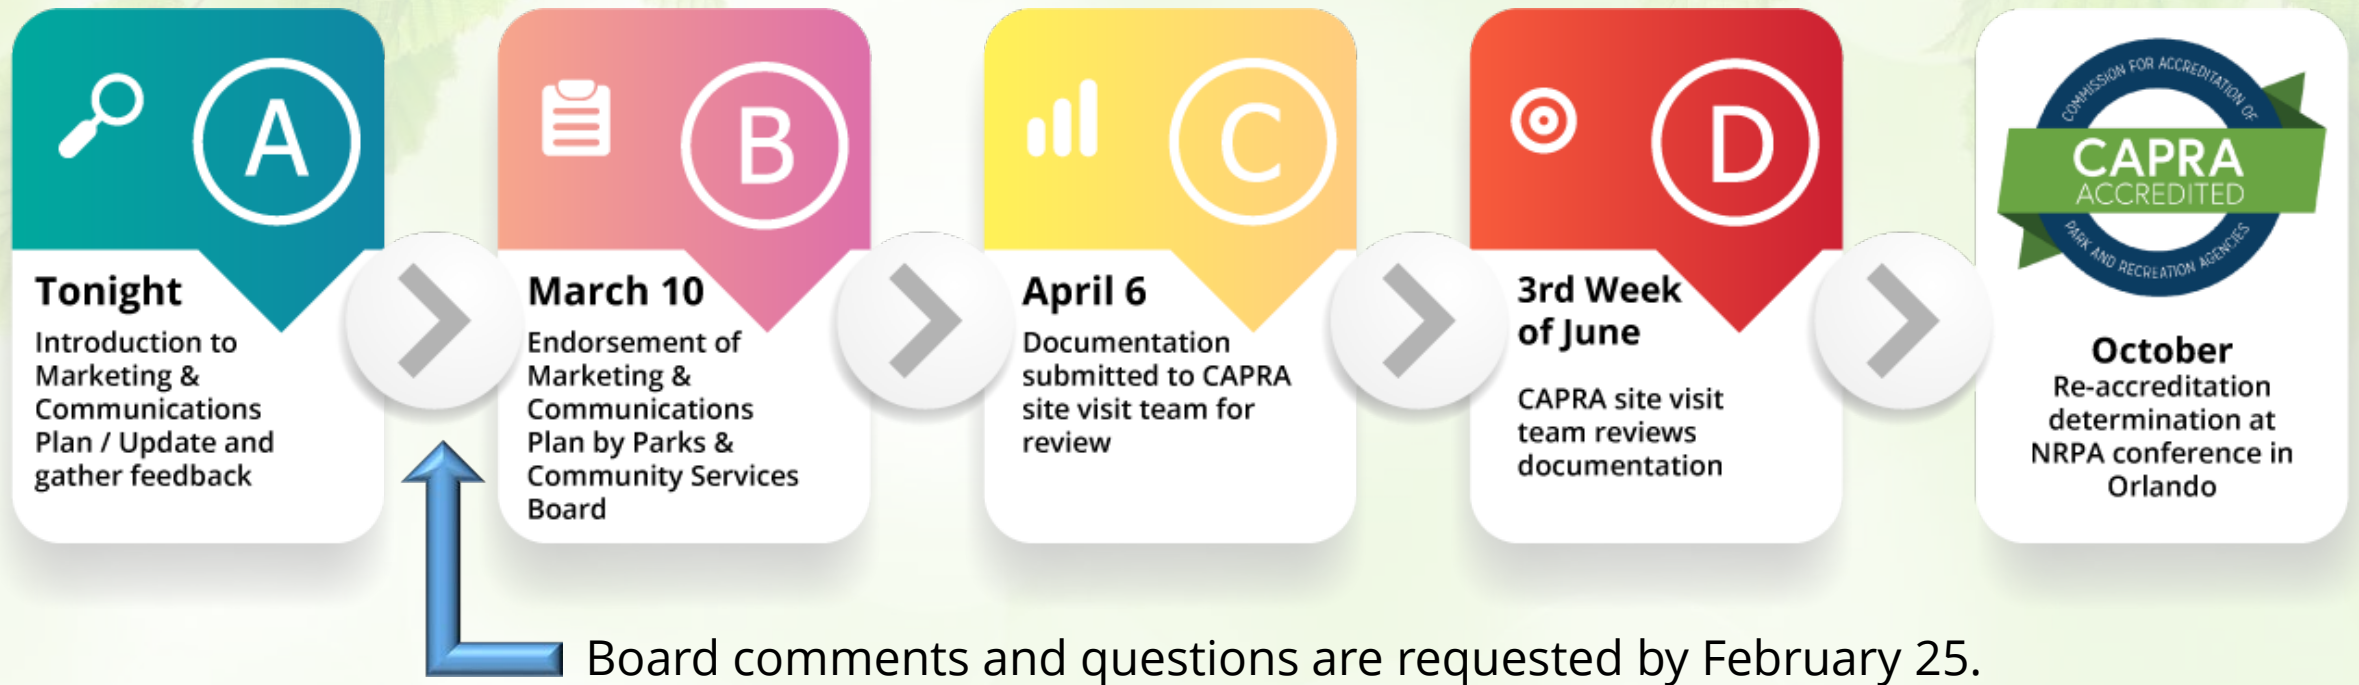 A
Tonight
Introduction to
Marketing &
Communications
Plan / Update and
gather feedback
B
March 10
Endorsement of
Marketing &
Communications
Plan by Parks &
Community Services
Board
C
April 6
Documentation
submitted to CAPRA
site visit team for
review
D
3rd Week
of June
CAPRA site visit
team reviews
documentation
COMMISSION FOR ACCREDITATION OF
CAPRA
ACCREDITED
PARK AND RECREATION AGENCIES
October
Re-accreditation
determination at
NRPA conference in
Orlando
Board comments and questions are requested by February 25.